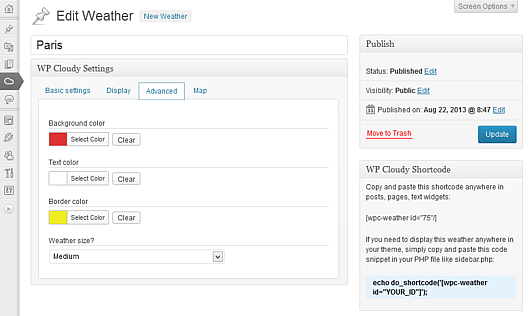 Screen Options
Edit Weather
New Weather
Paris
WP Cloudy Settings
Basic settings
Display
Advanced
Map
Background color
Select Color
Clear
Text color
Select Color
Clear
Border color
Select Color
Clear
Weather size?
Medium
Publish
Status: Published Edit
Visibility: Public Edit
Published on: Aug 22, 2013 @ 8:47 Edit
Move to Trash
Update
WP Cloudy Shortcode
Copy and paste this shortcode anywhere in
posts, pages, text widgets:
[wpc-weather id="75"/]
If you need to display this weather anywhere in
your theme, simply copy and paste this code
snippet in your PHP file like sidebar.php:
echo do_shortcode('[wpc-weather
id="YOUR_ID"]');